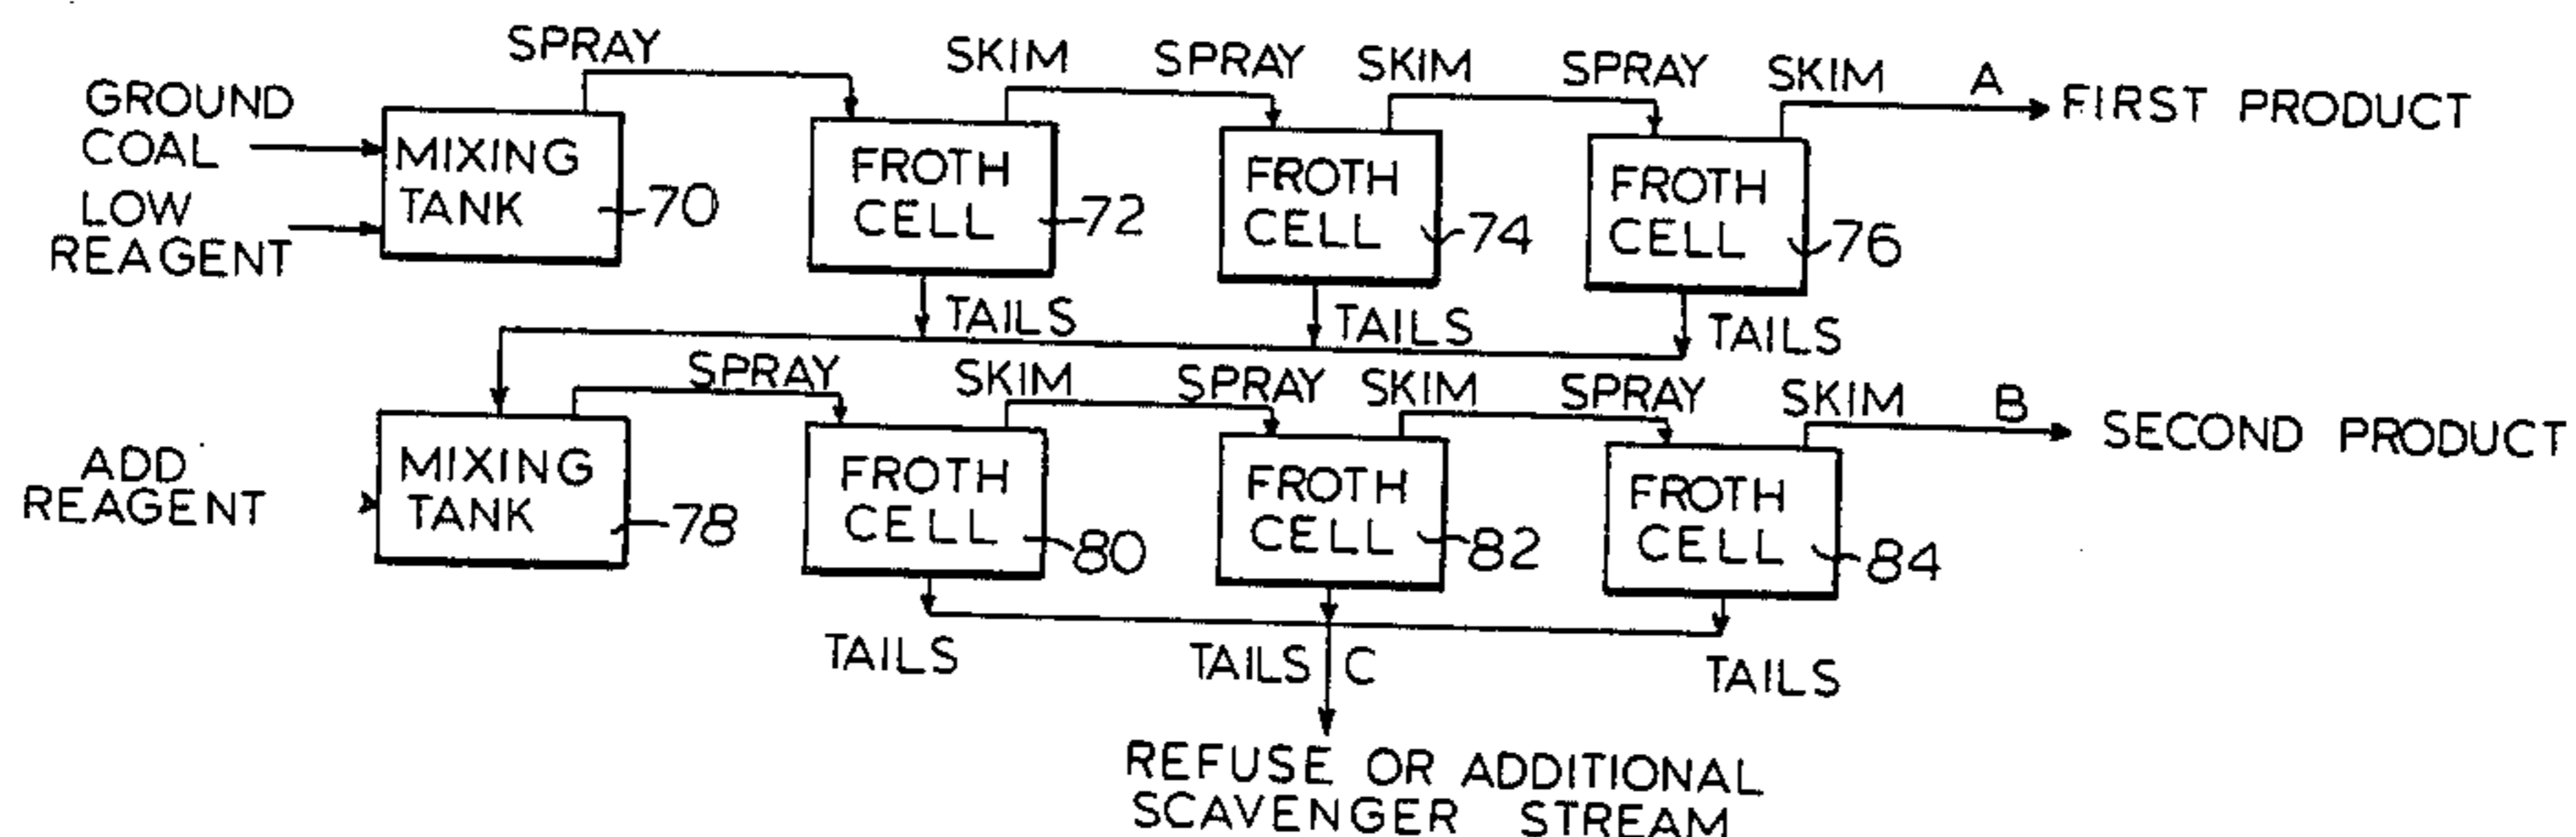 SPRAY
SKIM
SPRAY
SKIM
SPRAY
SKIM
A
FIRST PRODUCT
GROUND
COAL
LOW
REAGENT
MIXING
TANK
70
FROTH
CELL
72
FROTH
CELL
74
FROTH
CELL
76
TAILS
TAILS
TAILS
SPRAY
SKIM
SPRAY
SKIM
SPRAY
SKIM
B
SECOND PRODUCT
ADD
REAGENT
MIXING
TANK
78
FROTH
CELL
80
FROTH
CELL
82
FROTH
CELL
84
TAILS
TAILS
C
TAILS
REFUSE OR ADDITIONAL
SCAVENGER STREAM